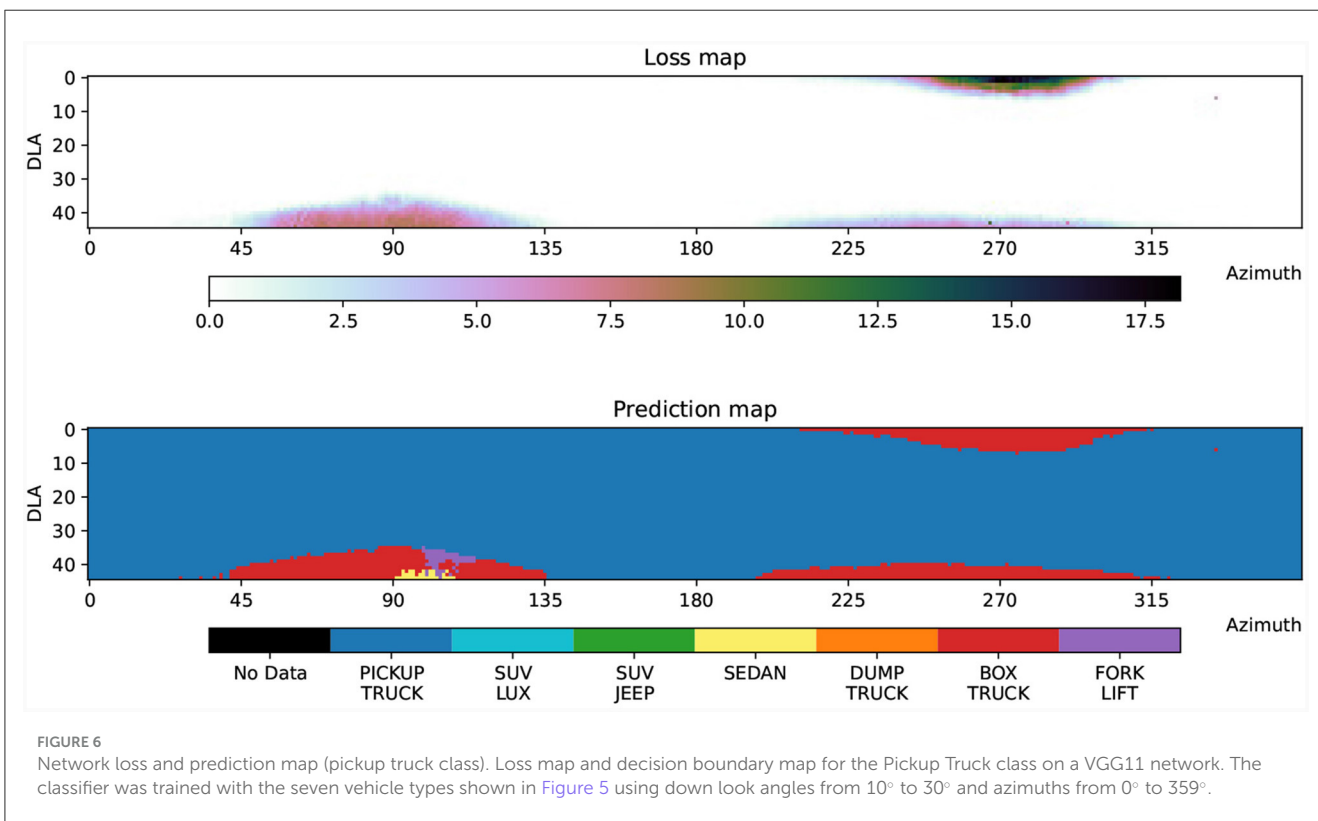 Loss map
0
10
20
30
40
DLA
0 45 90 135 180 225 270 315
Azimuth
0.0 2.5 5.0 7.5 10.0 12.5 15.0 17.5
Prediction map
0
10
20
30
40
DLA
0 45 90 135 180 225 270 315
Azimuth
No Data PICKUP SUV SUV SEDAN DUMP BOX FORK
TRUCK LUX JEEP TRUCK TRUCK LIFT
FIGURE 6
Network loss and prediction map (pickup truck class). Loss map and decision boundary map for the Pickup Truck class on a VGG11 network. The
classifier was trained with the seven vehicle types shown in Figure 5 using down look angles from 10° to 30° and azimuths from 0° to 359°.